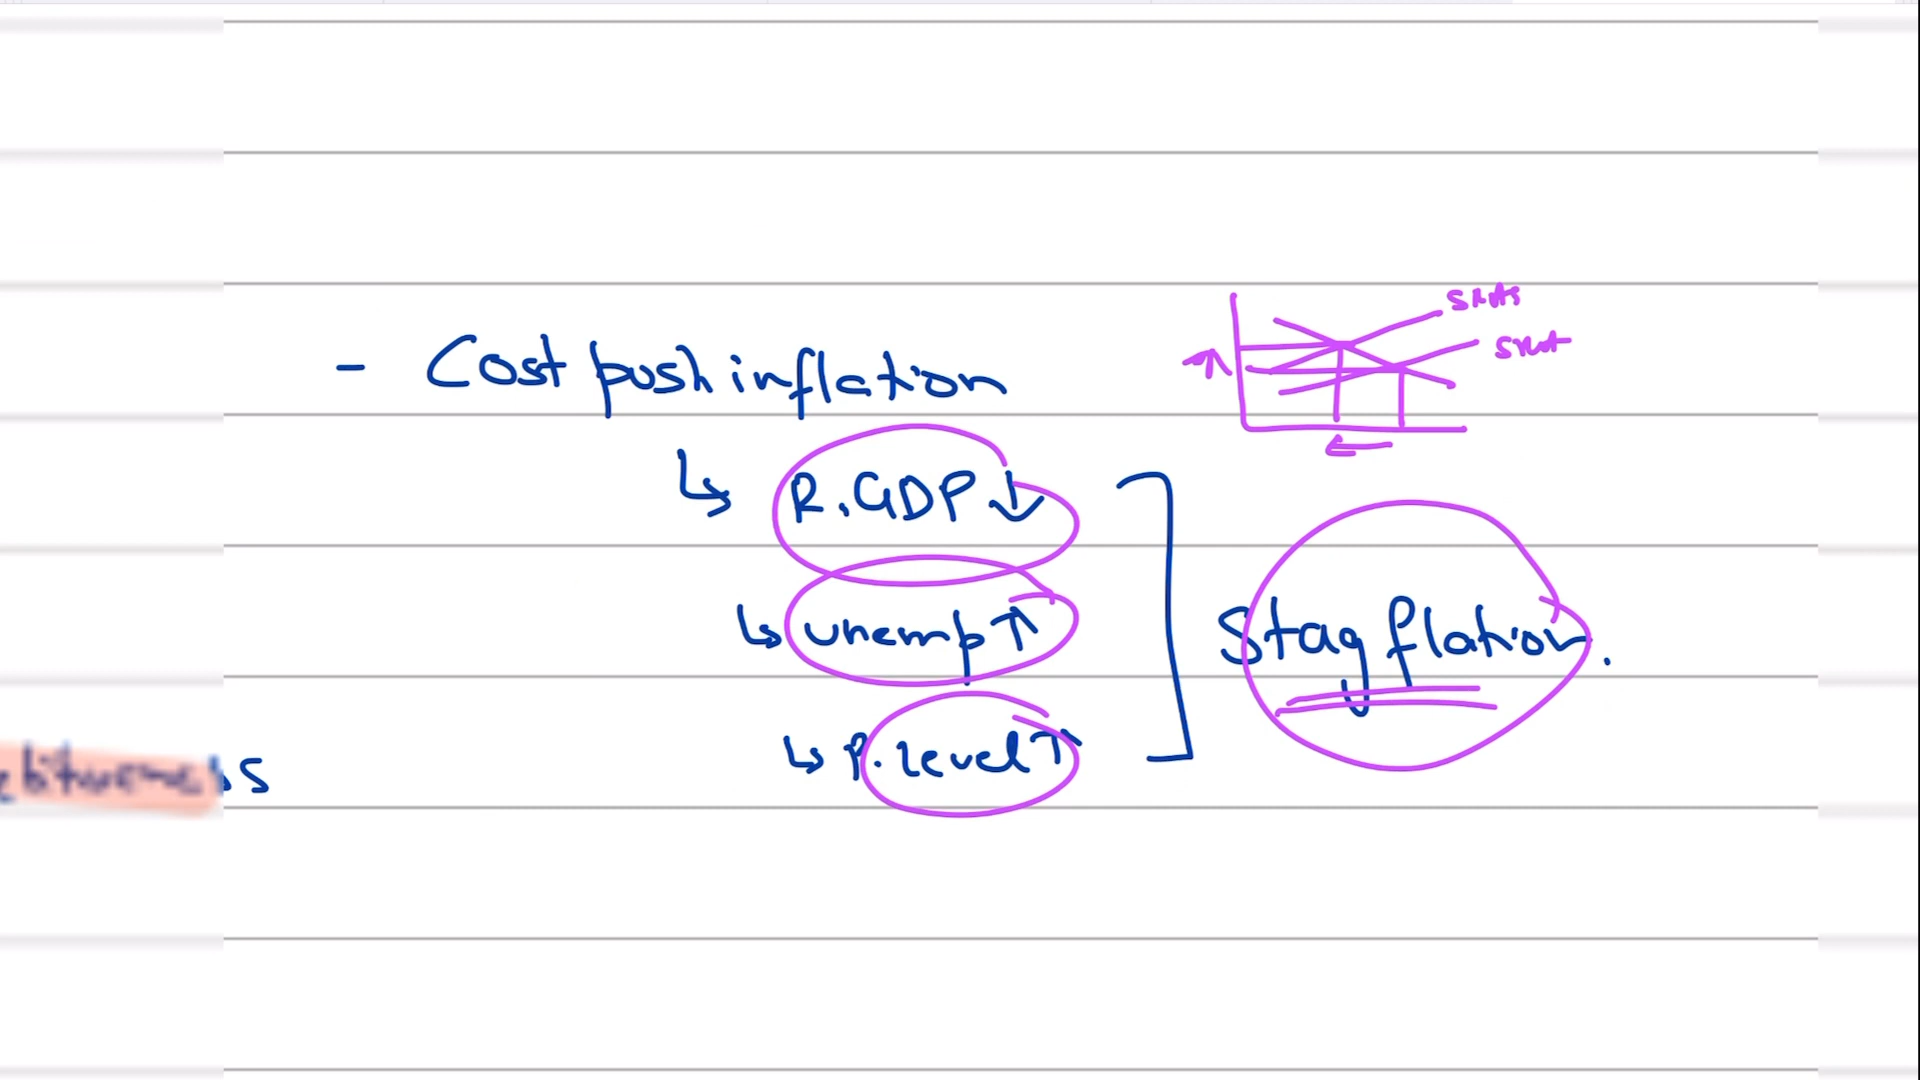 SRAS
- Cost push inflation
↳ R.GDP ↓
↳ unemp ↑
Stagflation.
↳ P. level ↑